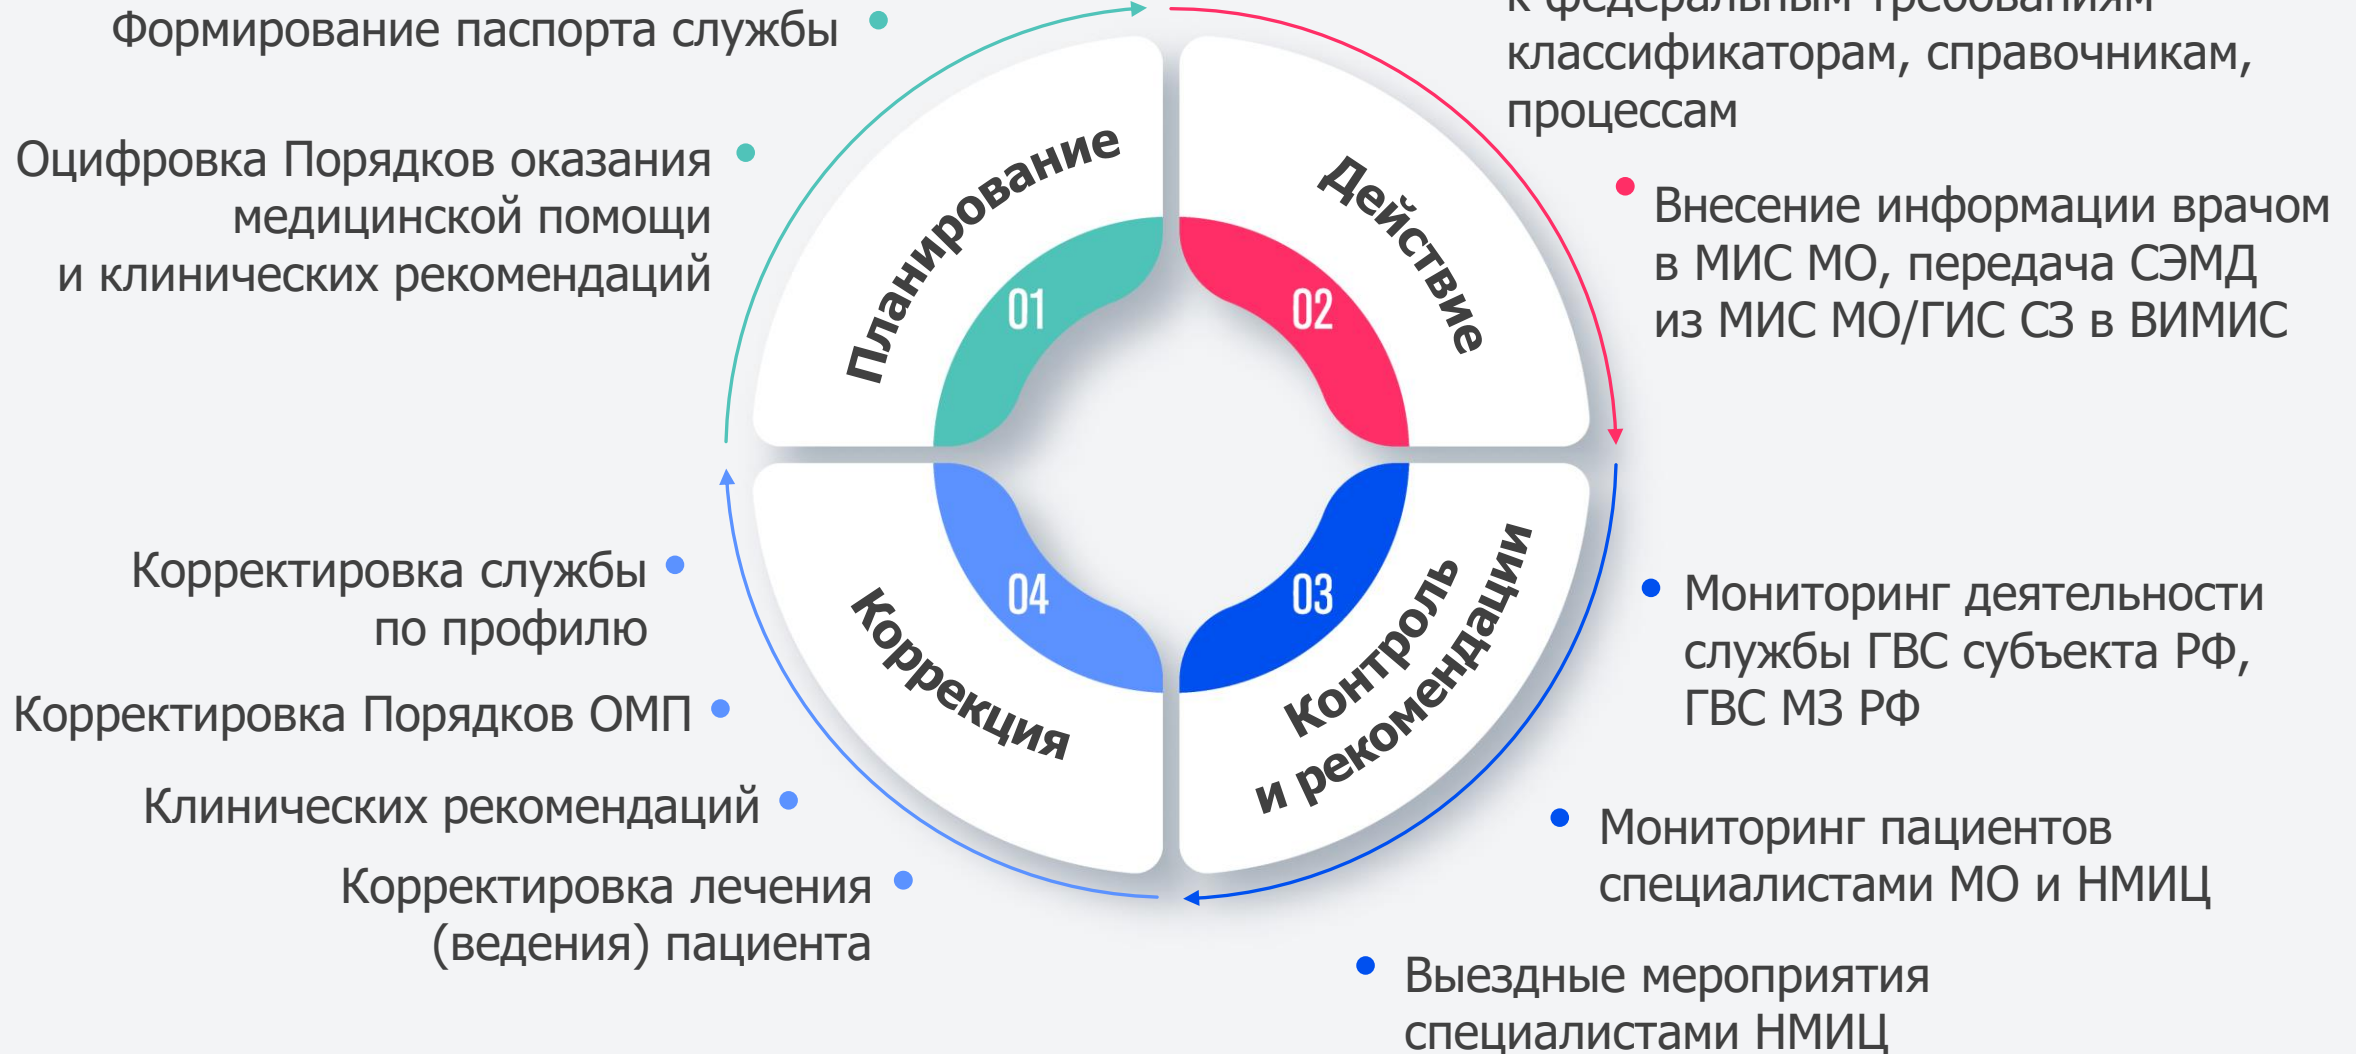 Формирование паспорта службы
Оцифровка Порядков оказания
медицинской помощи
и клинических рекомендаций
Планирование
01
к федеральным требованиям
классификаторам, справочникам,
процессам
Внесение информации врачом
в МИС МО, передача СЭМД
из МИС МО/ГИС СЗ в ВИМИС
Действие
02
Мониторинг деятельности
службы ГВС субъекта РФ,
ГВС МЗ РФ
Мониторинг пациентов
специалистами МО и НМИЦ
Выездные мероприятия
специалистами НМИЦ
Контроль
и рекомендации
03
Корректировка службы
по профилю
Корректировка Порядков ОМП
Клинических рекомендаций
Корректировка лечения
(ведения) пациента
Коррекция
04